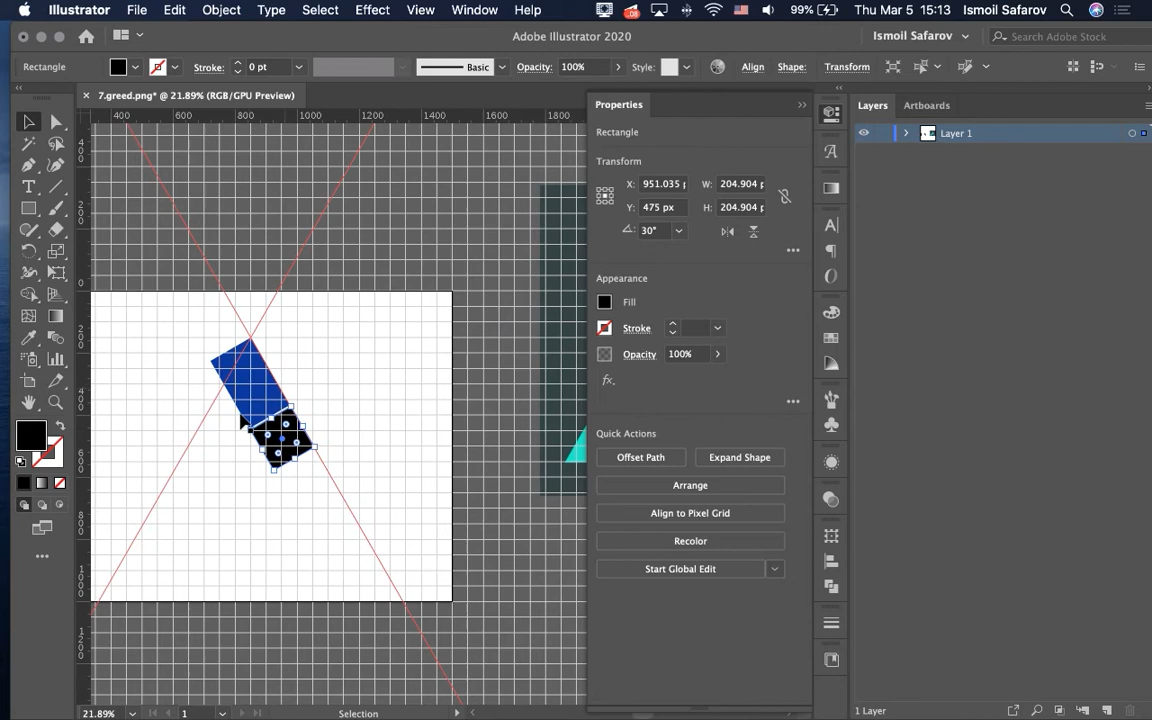 Illustrator File Edit Object Type Select Effect View Window Help 99% Thu Mar 5 15:13 Ismoil Safarov
Adobe Illustrator 2020 Ismoil Safarov Search Adobe Stock
Rectangle Stroke: 0 pt Basic Opacity: 100% Style: Align Shape: Transform
7.greed.png* @ 21.89% (RGB/GPU Preview)
Properties
Layers Artboards
400 600 800 1000 1200 1400 1600 1800
Rectangle
Layer 1
Transform
X: 951.035 W: 204.904
Y: 475 px H: 204.904
30°
Appearance
Fill
Stroke
Opacity 100%
fx.
Quick Actions
Offset Path Expand Shape
Arrange
Align to Pixel Grid
Recolor
Start Global Edit
21.89% 1 Selection
1 Layer